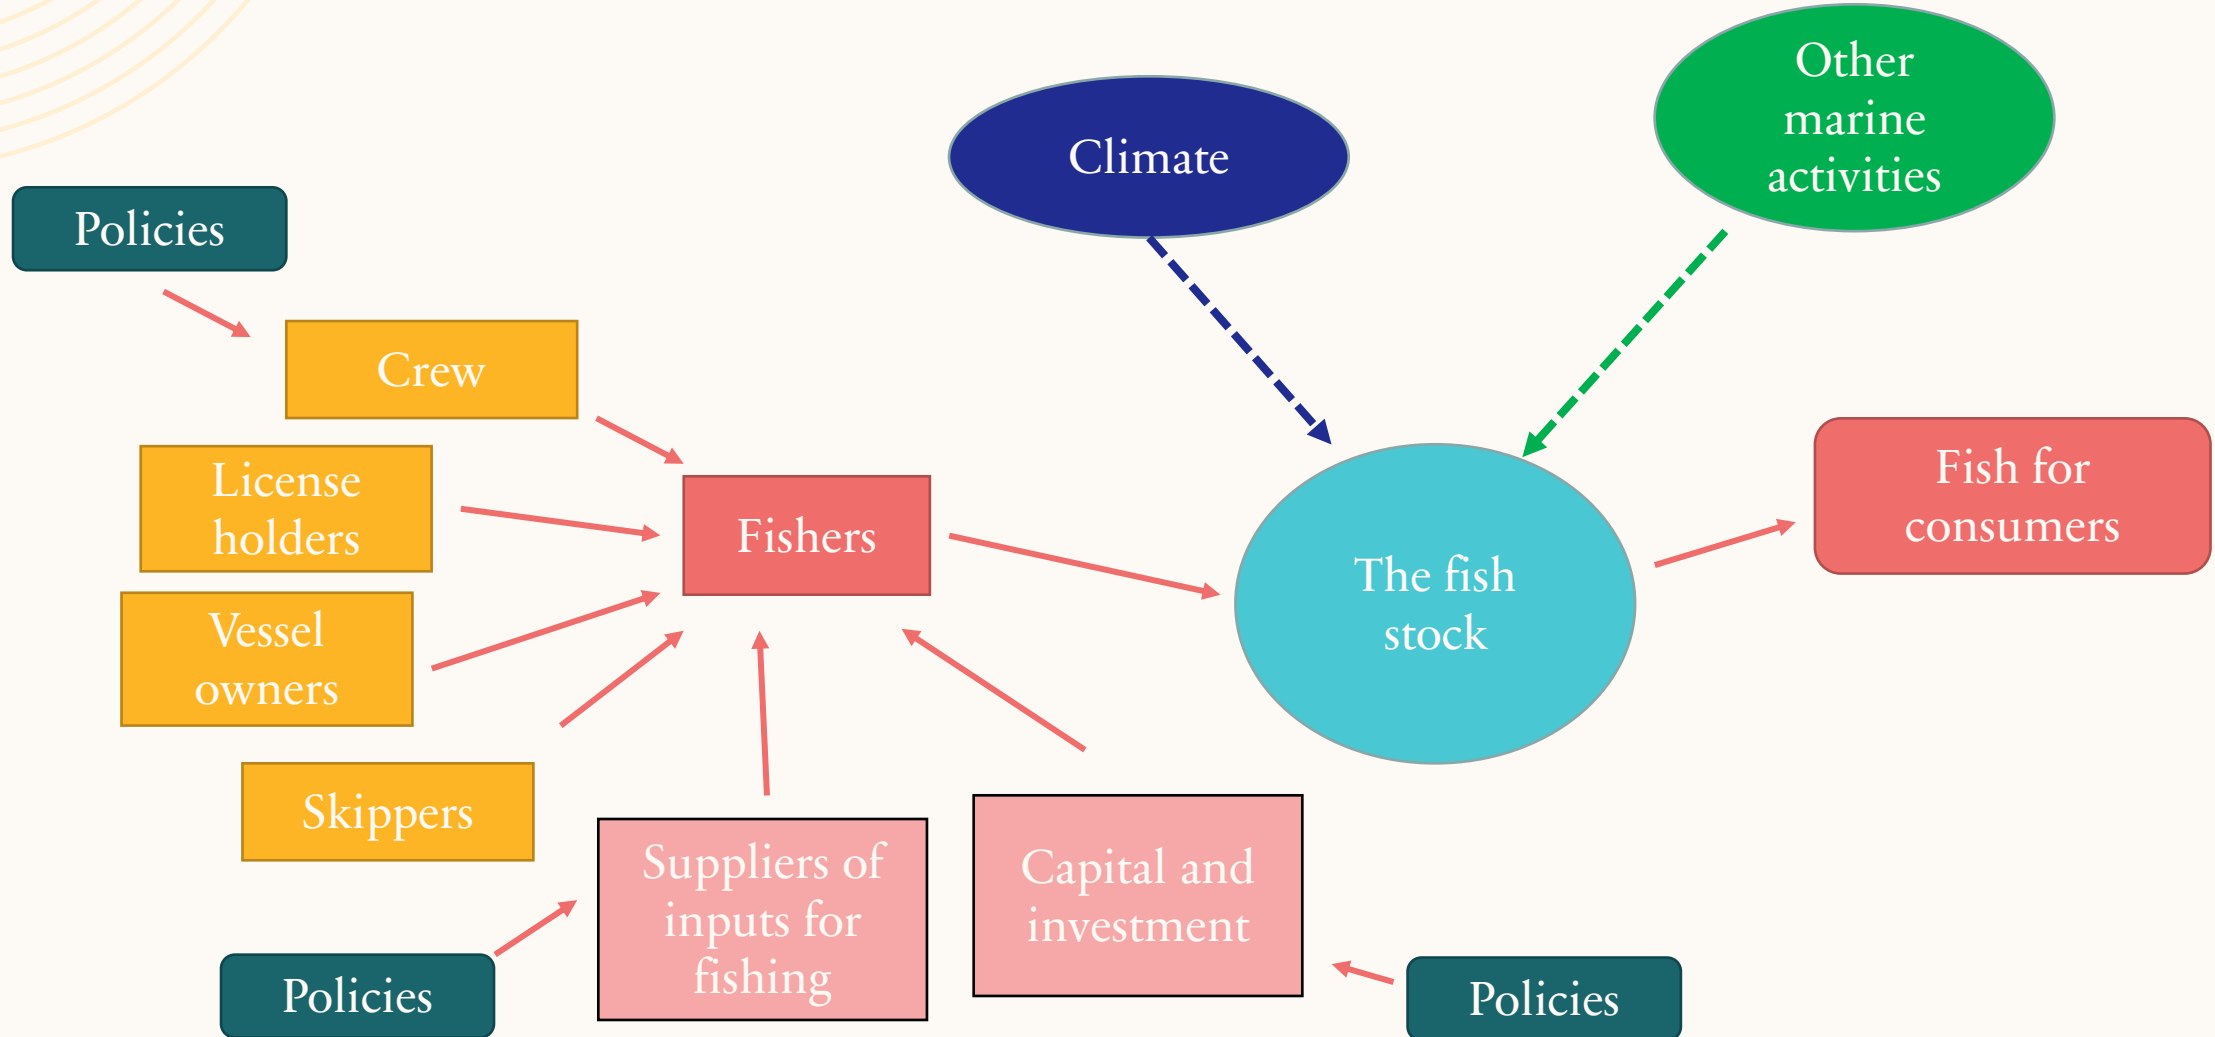 Other
marine
activities
Climate
Policies
Crew
License
holders
Fish for
consumers
Fishers
The fish
stock
Vessel
owners
Skippers
Suppliers of
inputs for
fishing
Capital and
investment
Policies
Policies